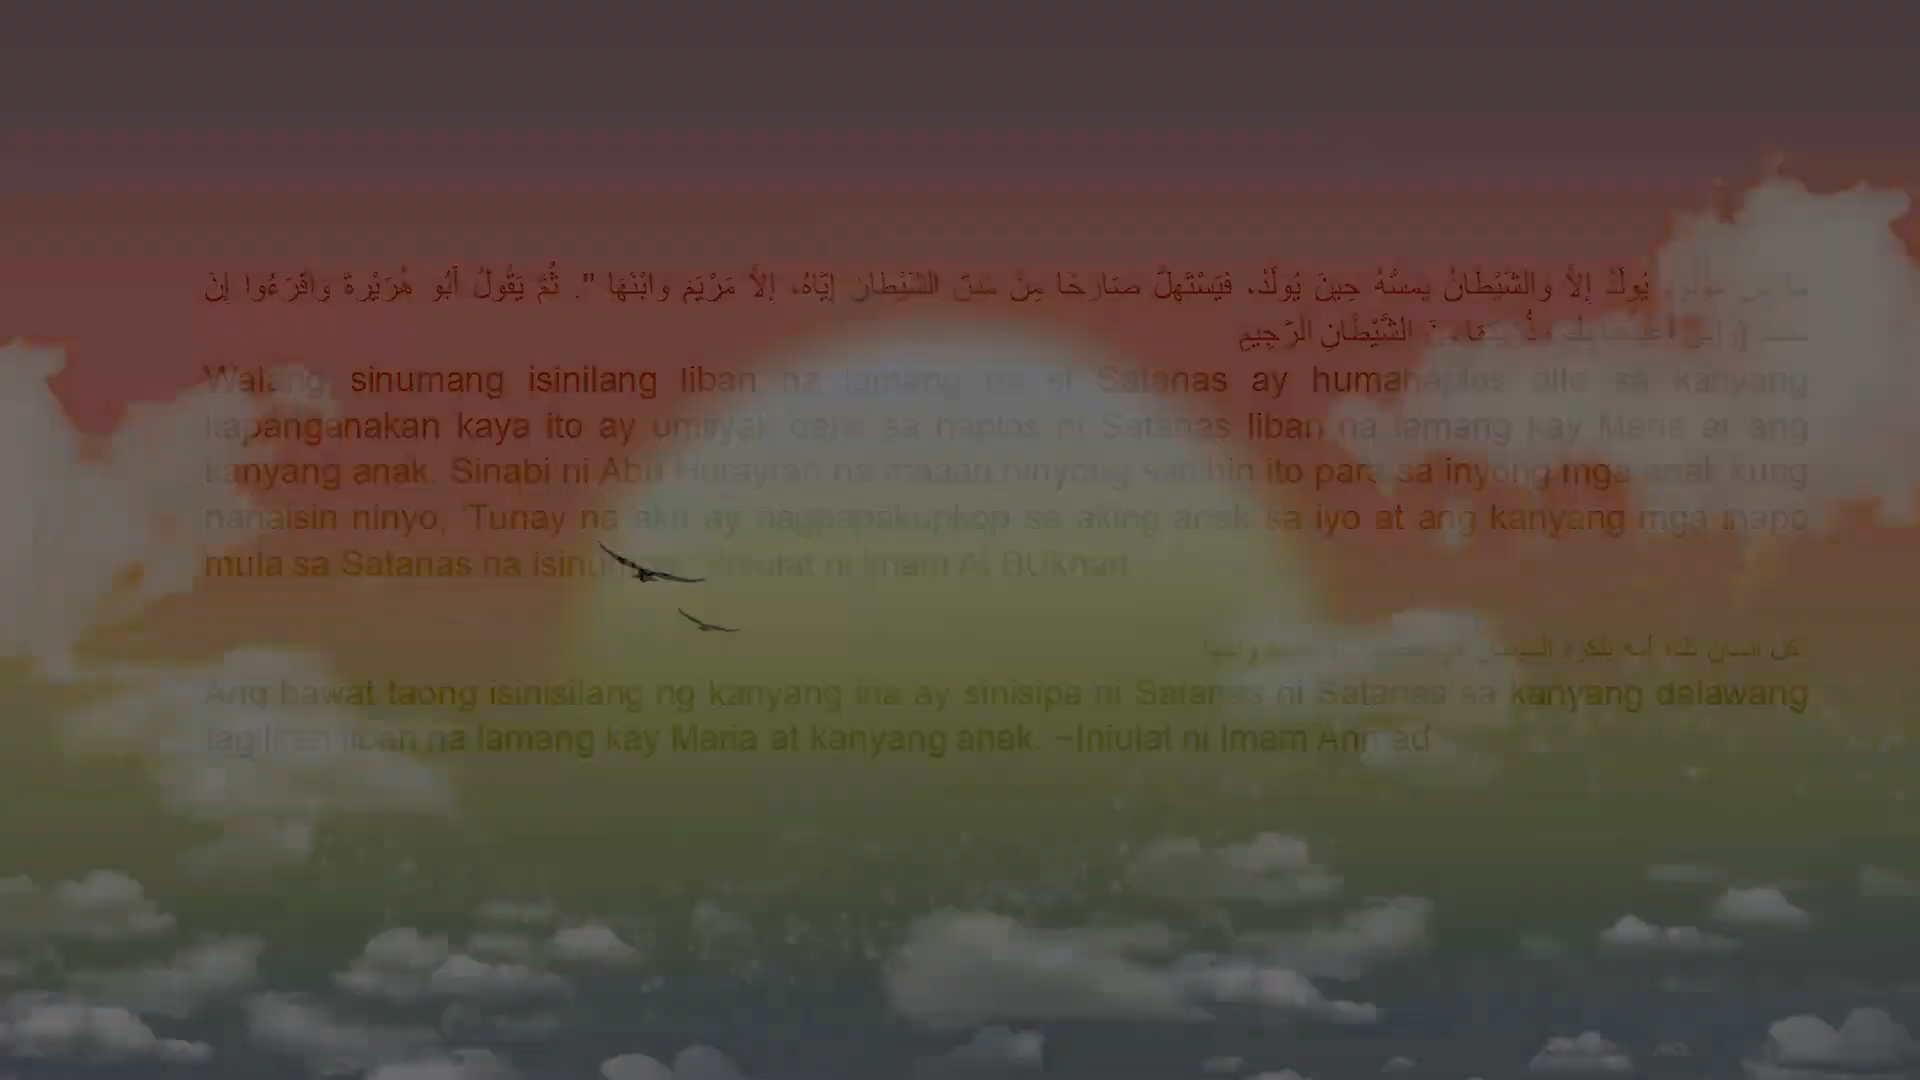 يُولَدُ إِلاَّ وَالشَّيْطَانُ يَمَسُّهُ حِينَ يُولَدُ، فَيَسْتَهِلُّ صَارِخًا مِنْ مَسِّ الشَّيْطَانِ إِيَّاهُ، إِلاَّ مَرْيَمَ وَابْنَهَا ". ثُمَّ يَقُولُ أَبُو هُرَيْرَةَ وَاقْرَءُوا إِنْ
الشَّيْطَانِ الرَّجِيمِ
Walang sinumang isinilang liban na lamang na si Satanas ay humahaplos dito sa kanyang
kapanganakan kaya ito ay umiiyak dahil sa haplos ni Satanas liban na lamang kay Maria at ang
kanyang anak. Sinabi ni Abu Hurayrah na maaari ninyong sabihin ito para sa inyong mga anak kung
nanaisin ninyo, 'Tunay na ako ay nagpapakupkop sa aking anak sa iyo at ang kanyang mga inapo
mula sa Satanas na ni Imam Al BUkhari
Ang bawat taong isinisilang ng kanyang ina ay sinisipa ni Satanas ni Satanas sa kanyang dalawang
tagiliran liban na lamang kay Maria at kanyang anak. –Iniulat ni Imam Ahmad